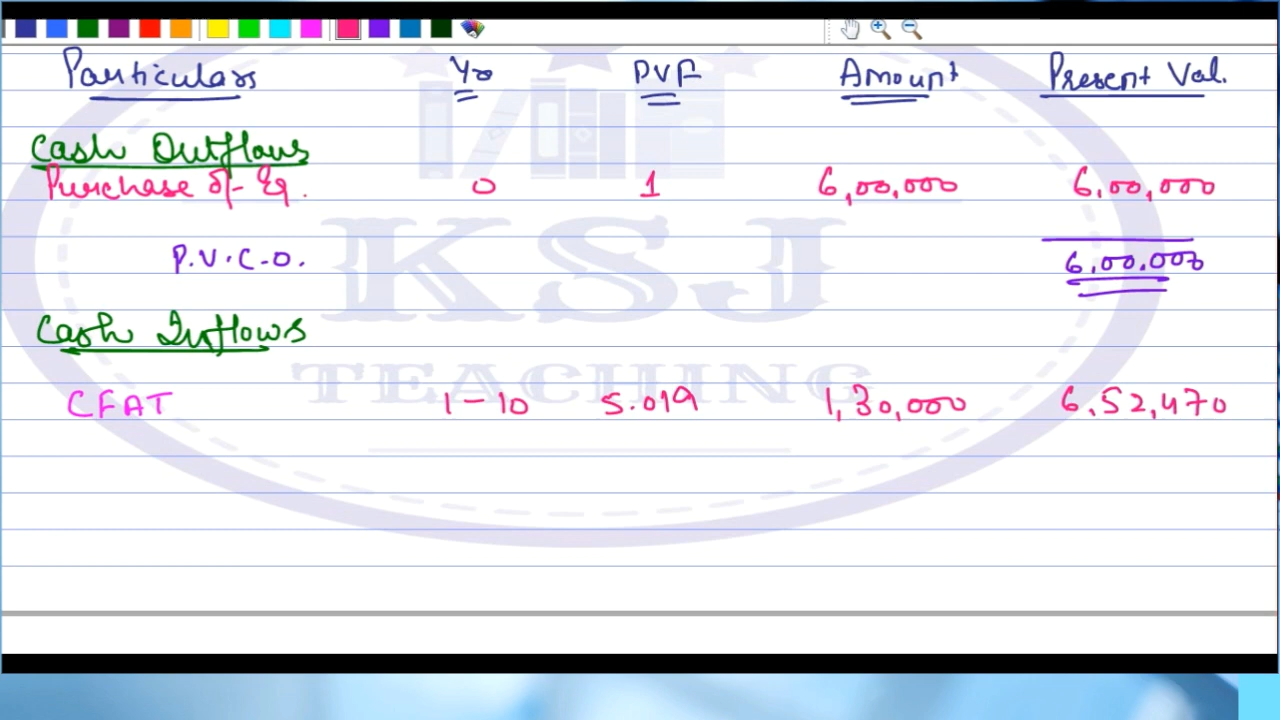 Particulars Yr PVF Amount Present Val.
Cash Outflows
Purchase of Eq. 0 1 6,00,000 6,00,000
P.V.C.O. 6,00,000
Cash Inflows
CFAT 1-10 5.019 1,30,000 6,52,470
KSJ
TEACHING